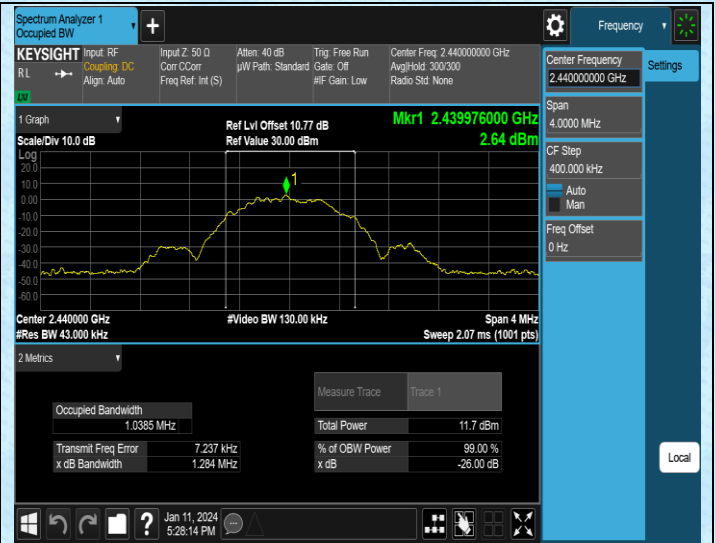 Spectrum Analyzer 1
Occupied BW
Frequency
KEYSIGHT
RL
Input: RF
Coupling: DC
Align: Auto
Input Z: 50 Ω
Corr CCorr
Freq Ref: Int (S)
Atten: 40 dB
µW Path: Standard
Trig: Free Run
Gate: Off
#IF Gain: Low
Center Freq: 2.440000000 GHz
Avg|Hold: 300/300
Radio Std: None
LXI
Center Frequency
2.440000000 GHz
Settings
Span
4.0000 MHz
CF Step
400.000 kHz
Auto
Man
Freq Offset
0 Hz
1 Graph
Scale/Div 10.0 dB
Ref Lvl Offset 10.77 dB
Ref Value 30.00 dBm
Mkr1 2.439976000 GHz
2.64 dBm
Log
20.0
10.0
0.00
-10.0
-20.0
-30.0
-40.0
-50.0
-60.0
1
Center 2.44000 GHz
#Res BW 43.000 kHz
#Video BW 130.00 kHz
Span 4 MHz
Sweep 2.07 ms (1001 pts)
2 Metrics
Measure Trace Trace 1
Occupied Bandwidth
1.0385 MHz
Total Power 11.7 dBm
Transmit Freq Error 7.237 kHz
% of OBW Power 99.00 %
x dB Bandwidth 1.284 MHz
x dB -26.00 dB
Local
?
Jan 11, 2024
5:28:14 PM